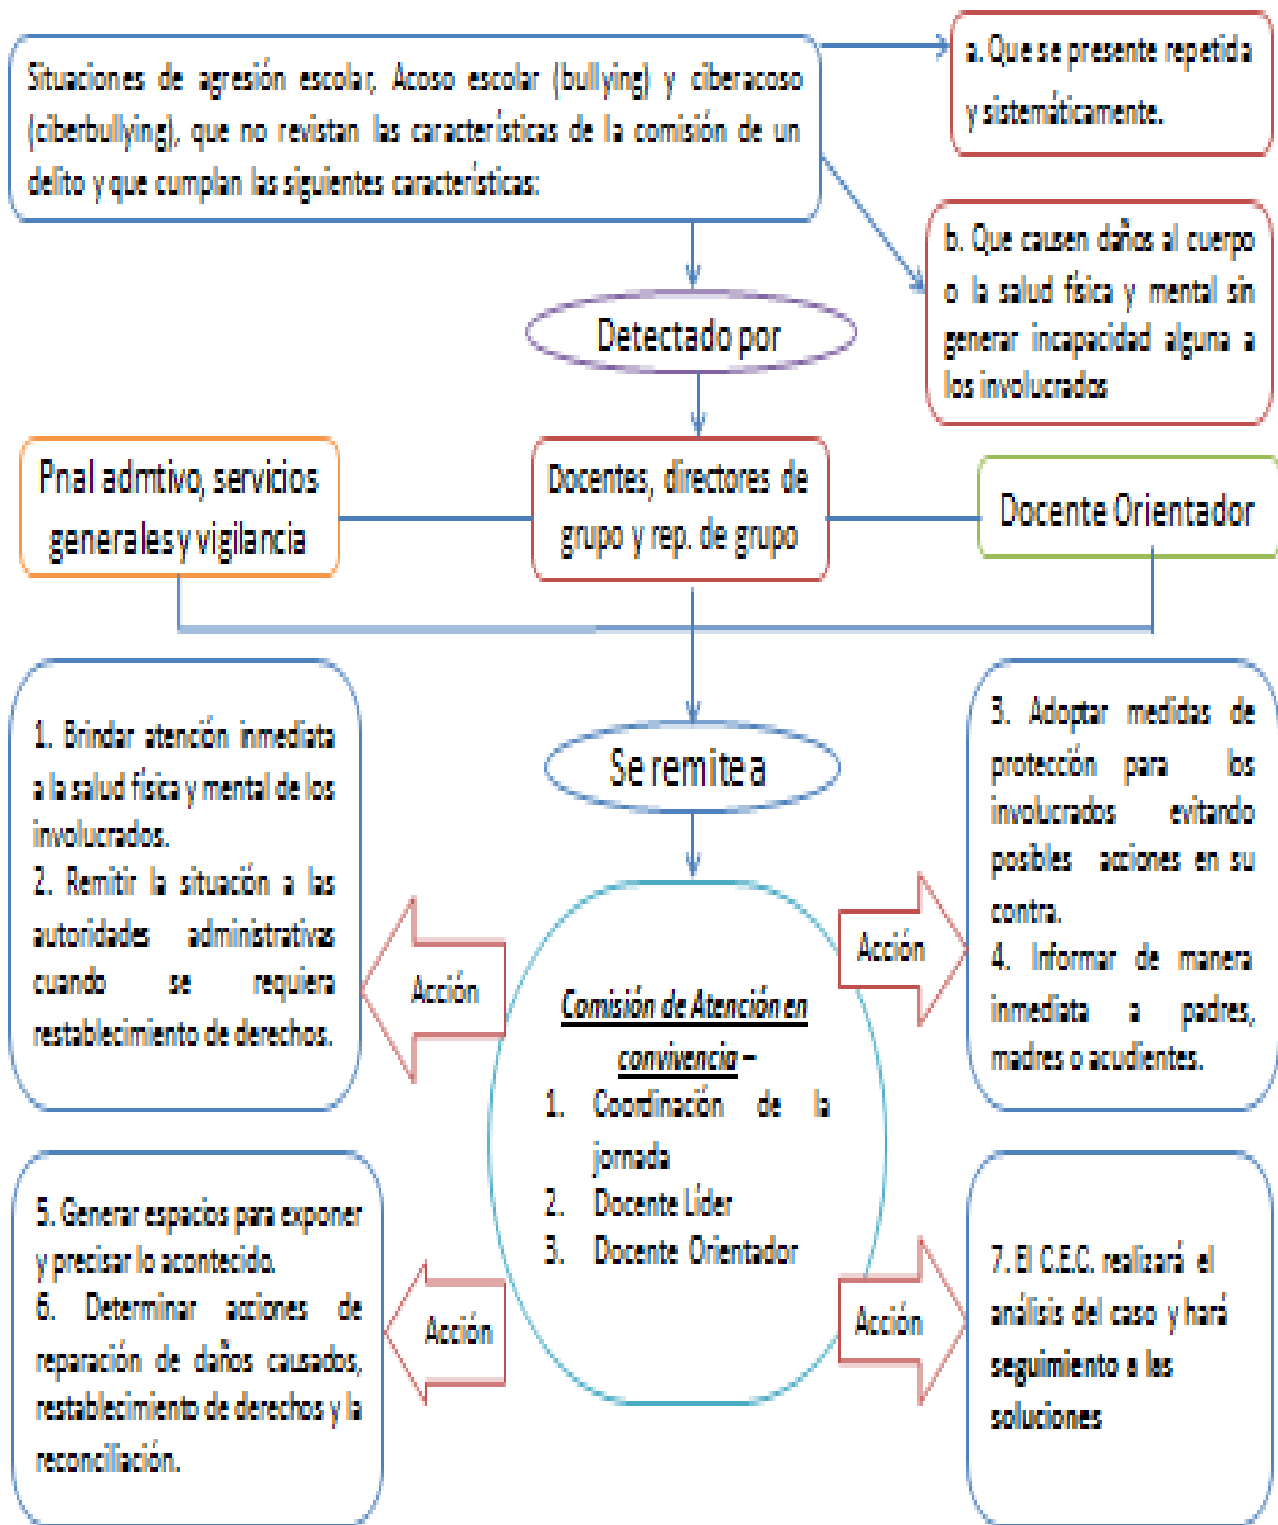 Situaciones de agresión escolar, Acoso escolar (bullying) y ciberacoso
(ciberbullying), que no revistan las características de la comisión de un
delito y que cumplan las siguientes características:
a. Que se presente repetida
y sistemáticamente.
b. Que causen daños al cuerpo
o la salud física y mental sin
generar incapacidad alguna a
los involucrados
Detectado por
Pnal admtivo, servicios
generales y vigilancia
Docentes, directores de
grupo y rep. de grupo
Docente Orientador
Se remite a
1. Brindar atención inmediata
a la salud física y mental de los
involucrados.
2. Remitir la situación a las
autoridades administrativas
cuando se requiera
restablecimiento de derechos.
Acción
Comisión de Atención en
convivencia –
1. Coordinación de la
jornada
2. Docente Líder
3. Docente Orientador
Acción
3. Adoptar medidas de
protección para los
involucrados evitando
posibles acciones en su
contra.
4. Informar de manera
inmediata a padres,
madres o acudientes.
5. Generar espacios para exponer
y precisar lo acontecido.
6. Determinar acciones de
reparación de daños causados,
restablecimiento de derechos y la
reconciliación.
Acción
Acción
7. El C.E.C. realizará el
análisis del caso y hará
seguimiento a las
soluciones